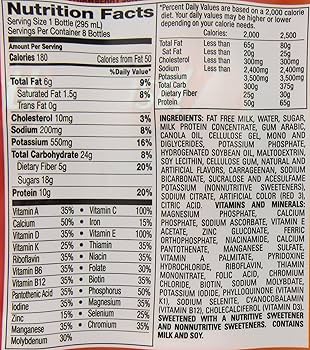 Nutrition Facts
Serving Size 1 Bottle (295 mL)
Servings Per Container 8 Bottles
Amount Per Serving
Calories 180 Calories from Fat 50
%Daily Value*
Total Fat 6g 9%
Saturated Fat 1.5g 8%
Trans Fat 0g
Cholesterol 10mg 3%
Sodium 200mg 8%
Potassium 550mg 16%
Total Carbohydrate 24g 8%
Dietary Fiber 5g 20%
Sugars 18g
Protein 10g 20%
Vitamin A 35% • Vitamin C 100%
Calcium 50% • Iron 15%
Vitamin D 35% • Vitamin E 100%
Vitamin K 25% • Thiamin 35%
Riboflavin 35% • Niacin 35%
Vitamin B6 35% • Folate 30%
Vitamin B12 35% • Biotin 35%
Pantothenic Acid 35% • Phosphorus 50%
Iodine 35% • Magnesium 35%
Zinc 15% • Selenium 25%
Manganese 35% • Chromium 35%
Molybdenum 30%
*Percent Daily Values are based on a 2,000 calorie
diet. Your daily values may be higher or lower
depending on your calorie needs.
Calories: 2,000 2,500
Total Fat Less than 65g 80g
Sat Fat Less than 20g 25g
Cholesterol Less than 300mg 300mg
Sodium Less than 2,400mg 2,400mg
Potassium 3,500mg 3,500mg
Total Carb 300g 375g
Dietary Fiber 25g 30g
Protein 50g 65g
INGREDIENTS: FAT FREE MILK, WATER, SUGAR,
MILK PROTEIN CONCENTRATE, GUM ARABIC,
CANOLA OIL, CELLULOSE GEL, MONO AND
DIGLYCERIDES, POTASSIUM PHOSPHATE,
HYDROGENATED SOYBEAN OIL, MALTODEXTRIN,
SOY LECITHIN, CELLULOSE GUM, NATURAL AND
ARTIFICIAL FLAVORS, CARRAGEENAN, SODIUM
BICARBONATE, SUCRALOSE AND ACESULFAME
POTASSIUM (NONNUTRITIVE SWEETENERS),
SODIUM CITRATE, ARTIFICIAL COLOR (RED 3),
CITRIC ACID. VITAMINS AND MINERALS:
MAGNESIUM PHOSPHATE, CALCIUM
PHOSPHATE, SODIUM ASCORBATE, VITAMIN E
ACETATE, ZINC GLUCONATE, FERRIC
ORTHOPHOSPHATE, NIACINAMIDE, CALCIUM
PANTOTHENATE, MANGANESE SULFATE,
VITAMIN A PALMITATE, PYRIDOXINE
HYDROCHLORIDE, RIBOFLAVIN, THIAMIN
MONONITRATE, FOLIC ACID, CHROMIUM
CHLORIDE, BIOTIN, SODIUM MOLYBDATE,
POTASSIUM IODIDE, PHYLLOQUINONE (VITAMIN
K1), SODIUM SELENITE, CYANOCOBALAMIN
(VITAMIN B12), CHOLECALCIFEROL (VITAMIN D3).
SWEETENED WITH A NUTRITIVE SWEETENER
AND NONNUTRITIVE SWEETENERS. CONTAINS
MILK AND SOY.